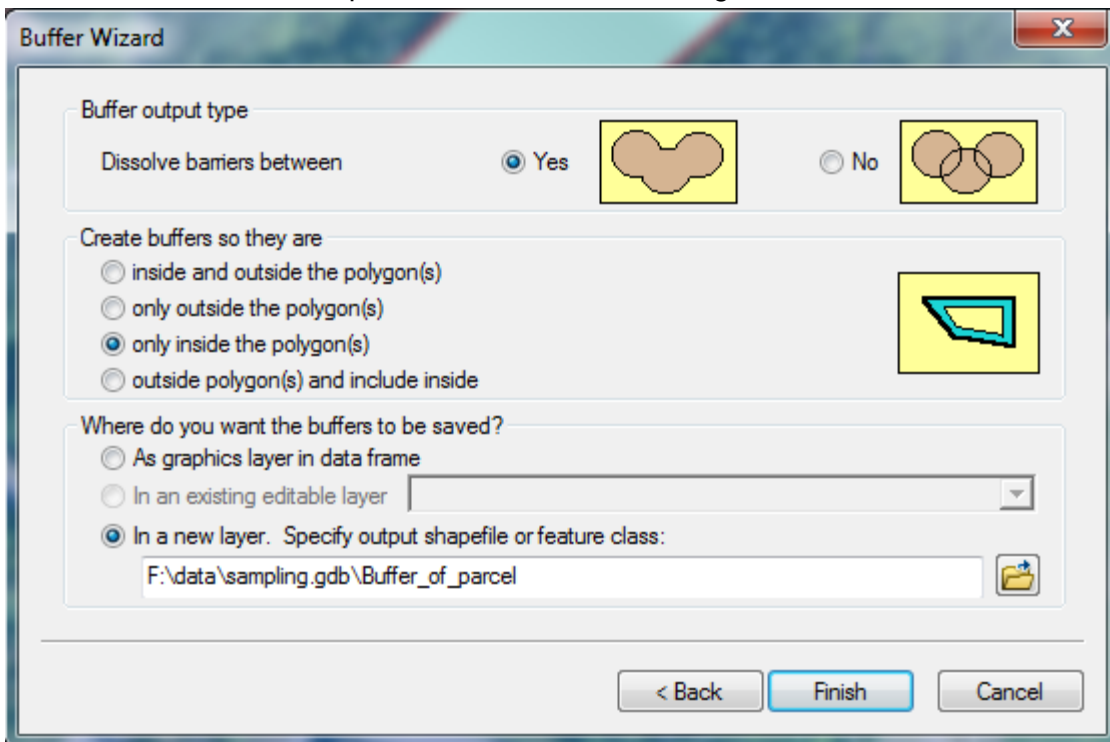 Buffer Wizard
Buffer output type
Dissolve barriers between Yes No
Create buffers so they are
inside and outside the polygon(s)
only outside the polygon(s)
only inside the polygon(s)
outside polygon(s) and include inside
Where do you want the buffers to be saved?
As graphics layer in data frame
In an existing editable layer
In a new layer. Specify output shapefile or feature class:
F:\data\sampling.gdb\Buffer_of_parcel
< Back Finish Cancel